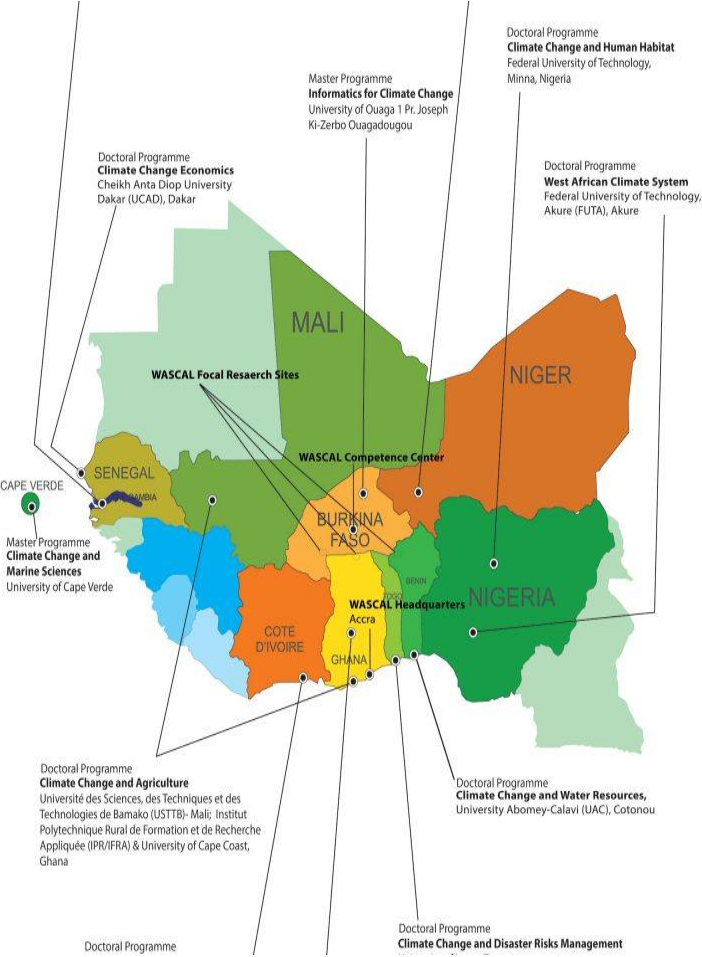 Doctoral Programme
Climate Change and Human Habitat
Federal University of Technology,
Minna, Nigeria
Master Programme
Informatics for Climate Change
University of Ouaga 1 Pr. Joseph
Ki-Zerbo Ouagadougou
Doctoral Programme
Climate Change Economics
Cheikh Anta Diop University
Dakar (UCAD), Dakar
Doctoral Programme
West African Climate System
Federal University of Technology,
Akure (FUTA), Akure
MALI
NIGER
WASCAL Focal Resaerch Sites
WASCAL Competence Center
SENEGAL
GAMBIA
CAPE VERDE
BURKINA
FASO
Master Programme
Climate Change and
Marine Sciences
University of Cape Verde
BENIN
TOGO
NIGERIA
WASCAL Headquarters
Accra
COTE
D'IVOIRE
GHANA
Doctoral Programme
Climate Change and Agriculture
Université des Sciences, des Techniques et des
Technologies de Bamako (USTTB)- Mali; Institut
Polytechnique Rural de Formation et de Recherche
Appliquée (IPR/IFRA) & University of Cape Coast,
Ghana
Doctoral Programme
Climate Change and Water Resources,
University Abomey-Calavi (UAC), Cotonou
Doctoral Programme
Climate Change and Disaster Risks Management
Doctoral Programme